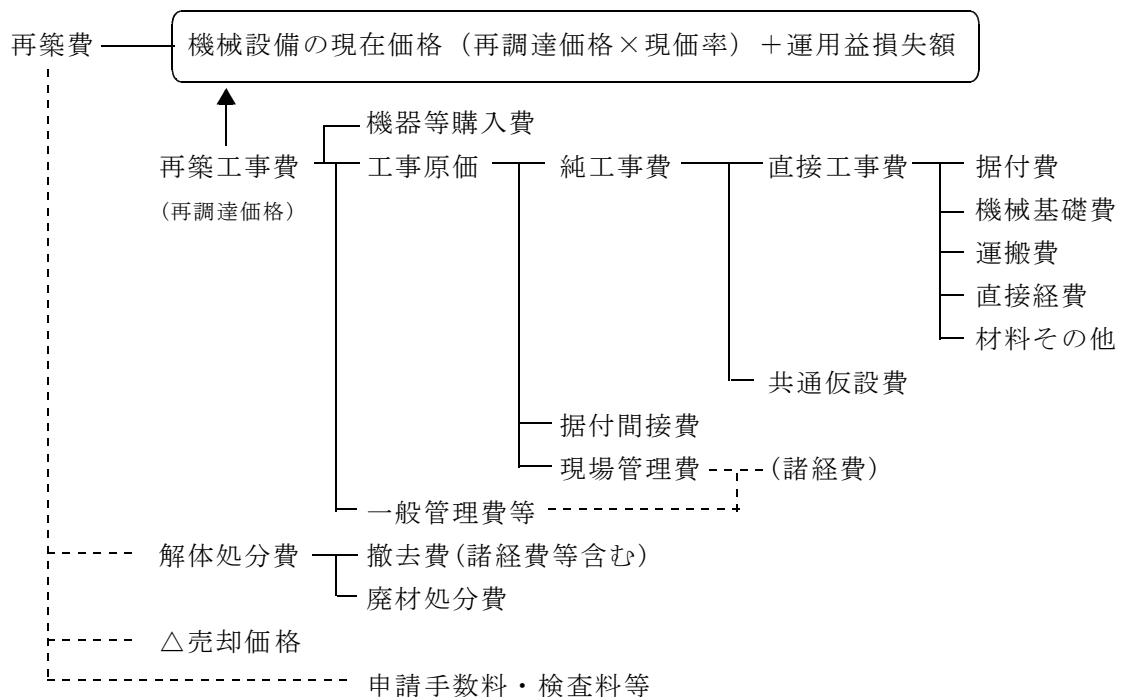 再築費
機械設備の現在価格（再調達価格×現価率）＋運用益損失額
機器等購入費
再築工事費 工事原価 純工事費 直接工事費 据付費
(再調達価格)
機械基礎費
運搬費
直接経費
材料その他
共通仮設費
据付間接費
現場管理費 (諸経費)
一般管理費等
解体処分費 撤去費(諸経費等含む)
廃材処分費
△売却価格
申請手数料・検査料等